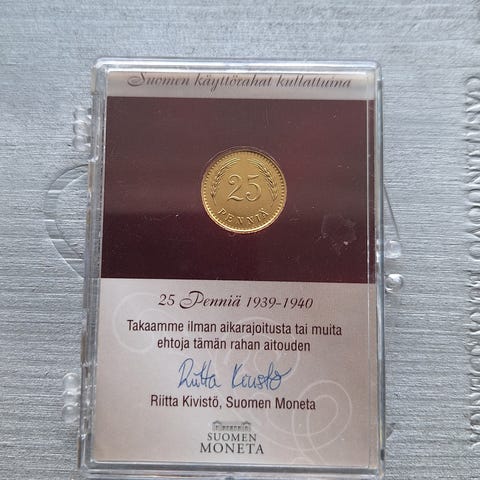 Suomen käyttörahat kullattuina
25
PENNIÄ
25 Penniä 1939-1940
Takaamme ilman aikarajoitusta tai muita
ehtoja tämän rahan aitouden
Riitta Kivistö
Riitta Kivistö, Suomen Moneta
SUOMEN
MONETA